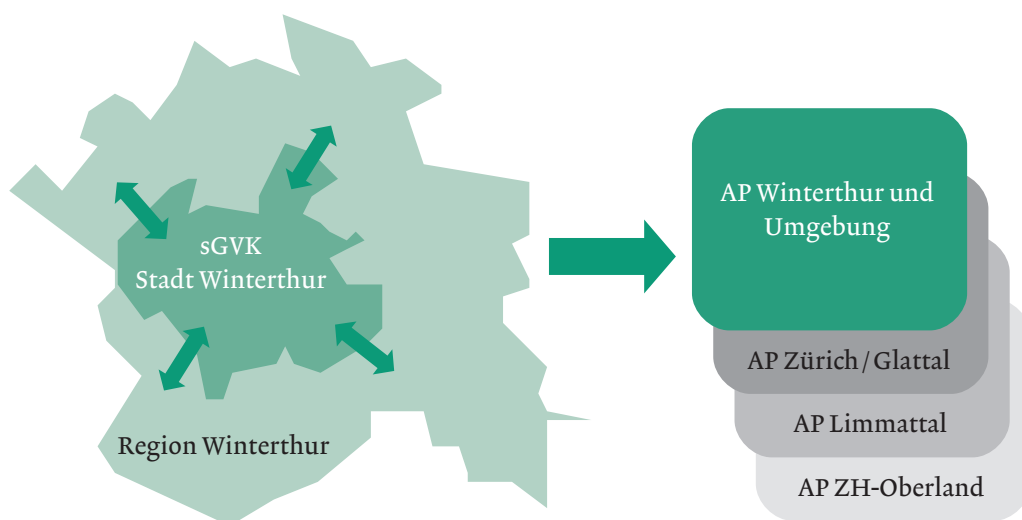 sGVK
Stadt Winterthur
Region Winterthur
AP Winterthur und
Umgebung
AP Zürich / Glattal
AP Limmattal
AP ZH-Oberland